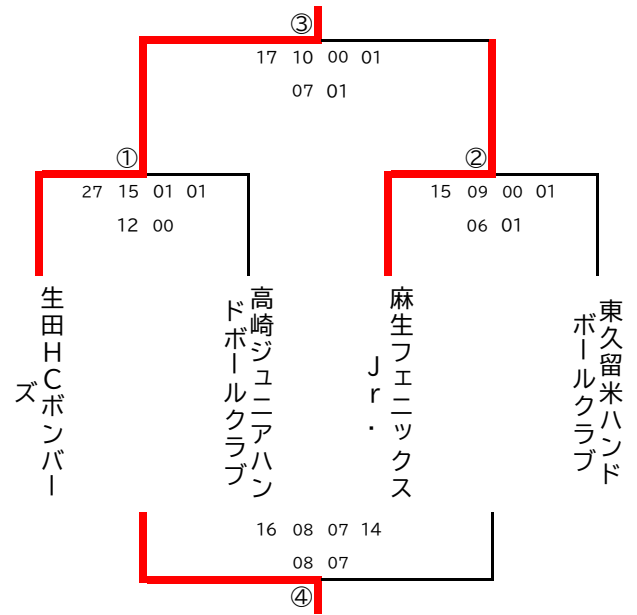 ③
17 10 00 01
07 01
① ②
27 15 01 01
12 00
15 09 00 01
06 01
生田HCボンバーズ
高崎ジュニアハンドボールクラブ
麻生フェニックスJr.
東久留米ハンドボールクラブ
16 08 07 14
08 07
④